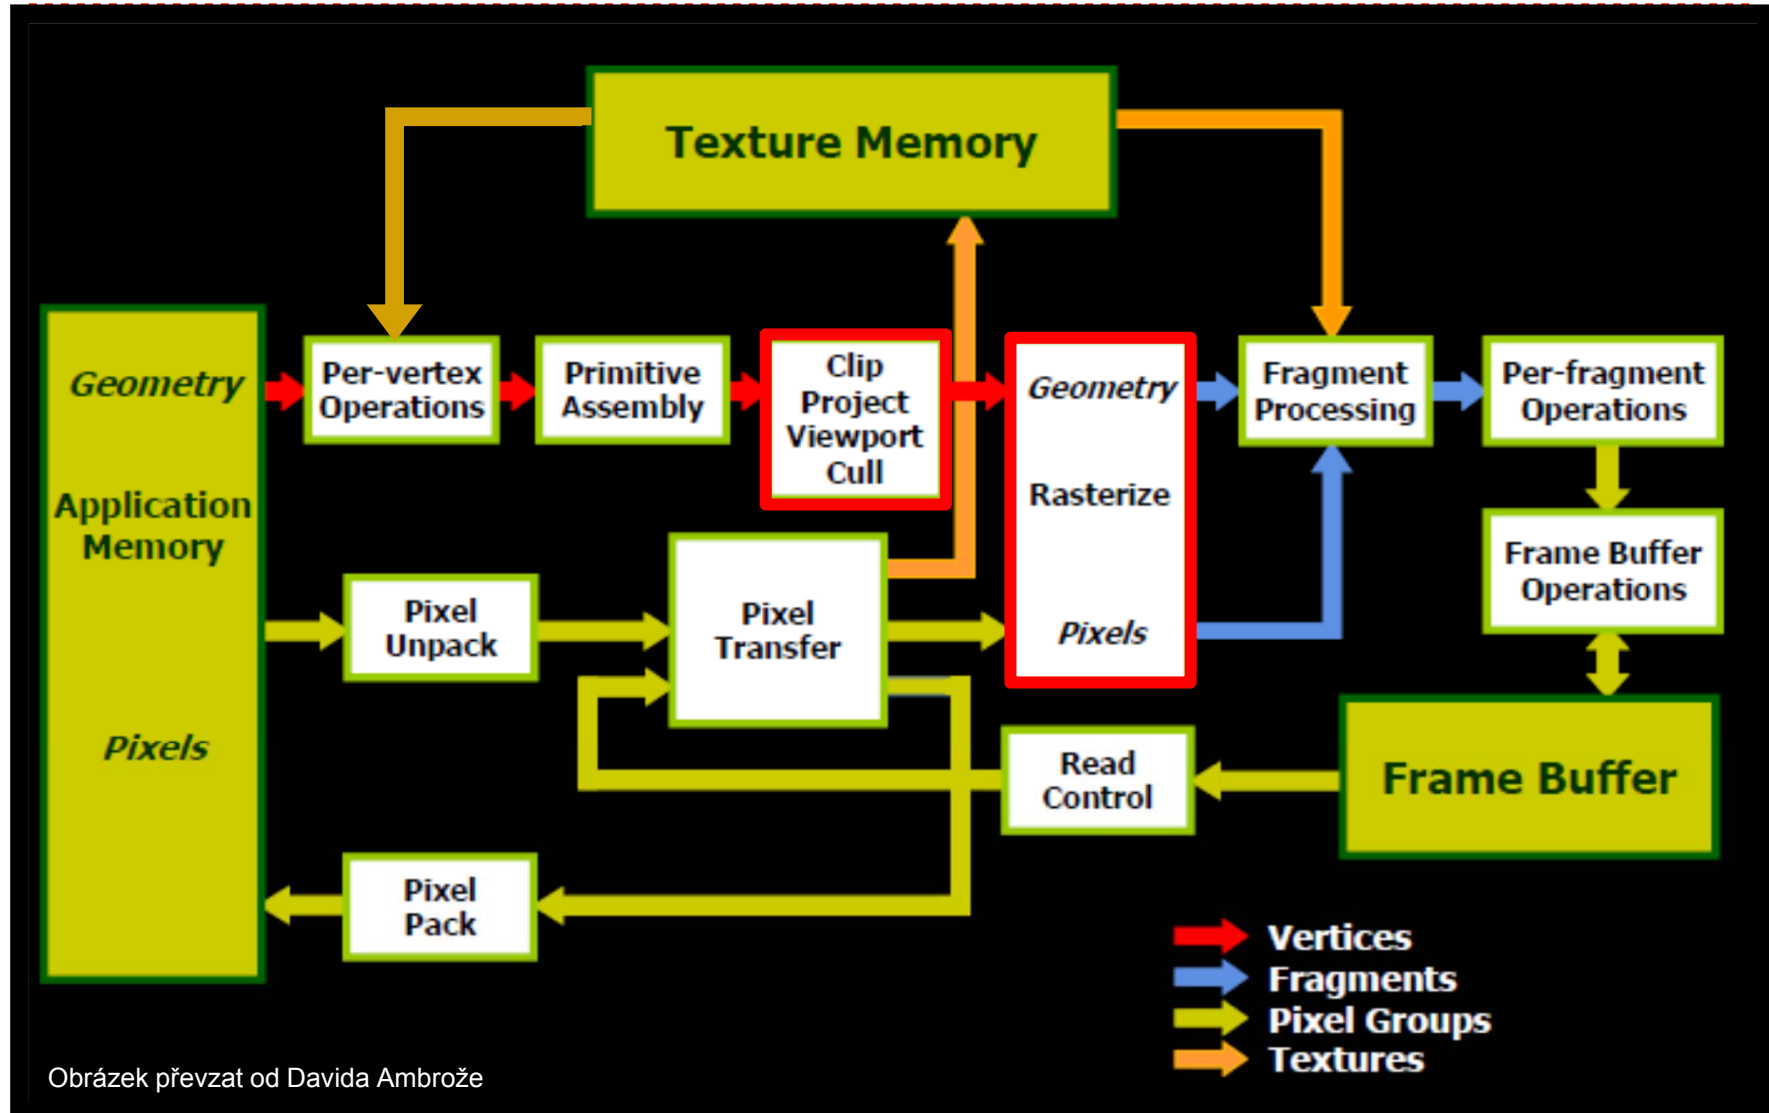 Texture Memory
Geometry
Application
Memory
Pixels
Per-vertex
Operations
Primitive
Assembly
Clip
Project
Viewport
Cull
Geometry
Rasterize
Pixels
Fragment
Processing
Per-fragment
Operations
Frame Buffer
Operations
Pixel
Unpack
Pixel
Transfer
Read
Control
Frame Buffer
Pixel
Pack
Vertices
Fragments
Pixel Groups
Textures
Obrázek převzat od Davida Ambrože